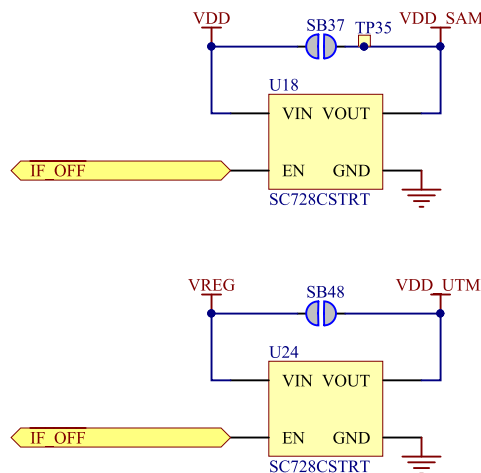 VDD SB37 TP35 VDD_SAM
U18
VIN VOUT
IF_OFF EN GND
SC728CSTRT
VREG SB48 VDD_UTM
U24
VIN VOUT
IF_OFF EN GND
SC728CSTRT